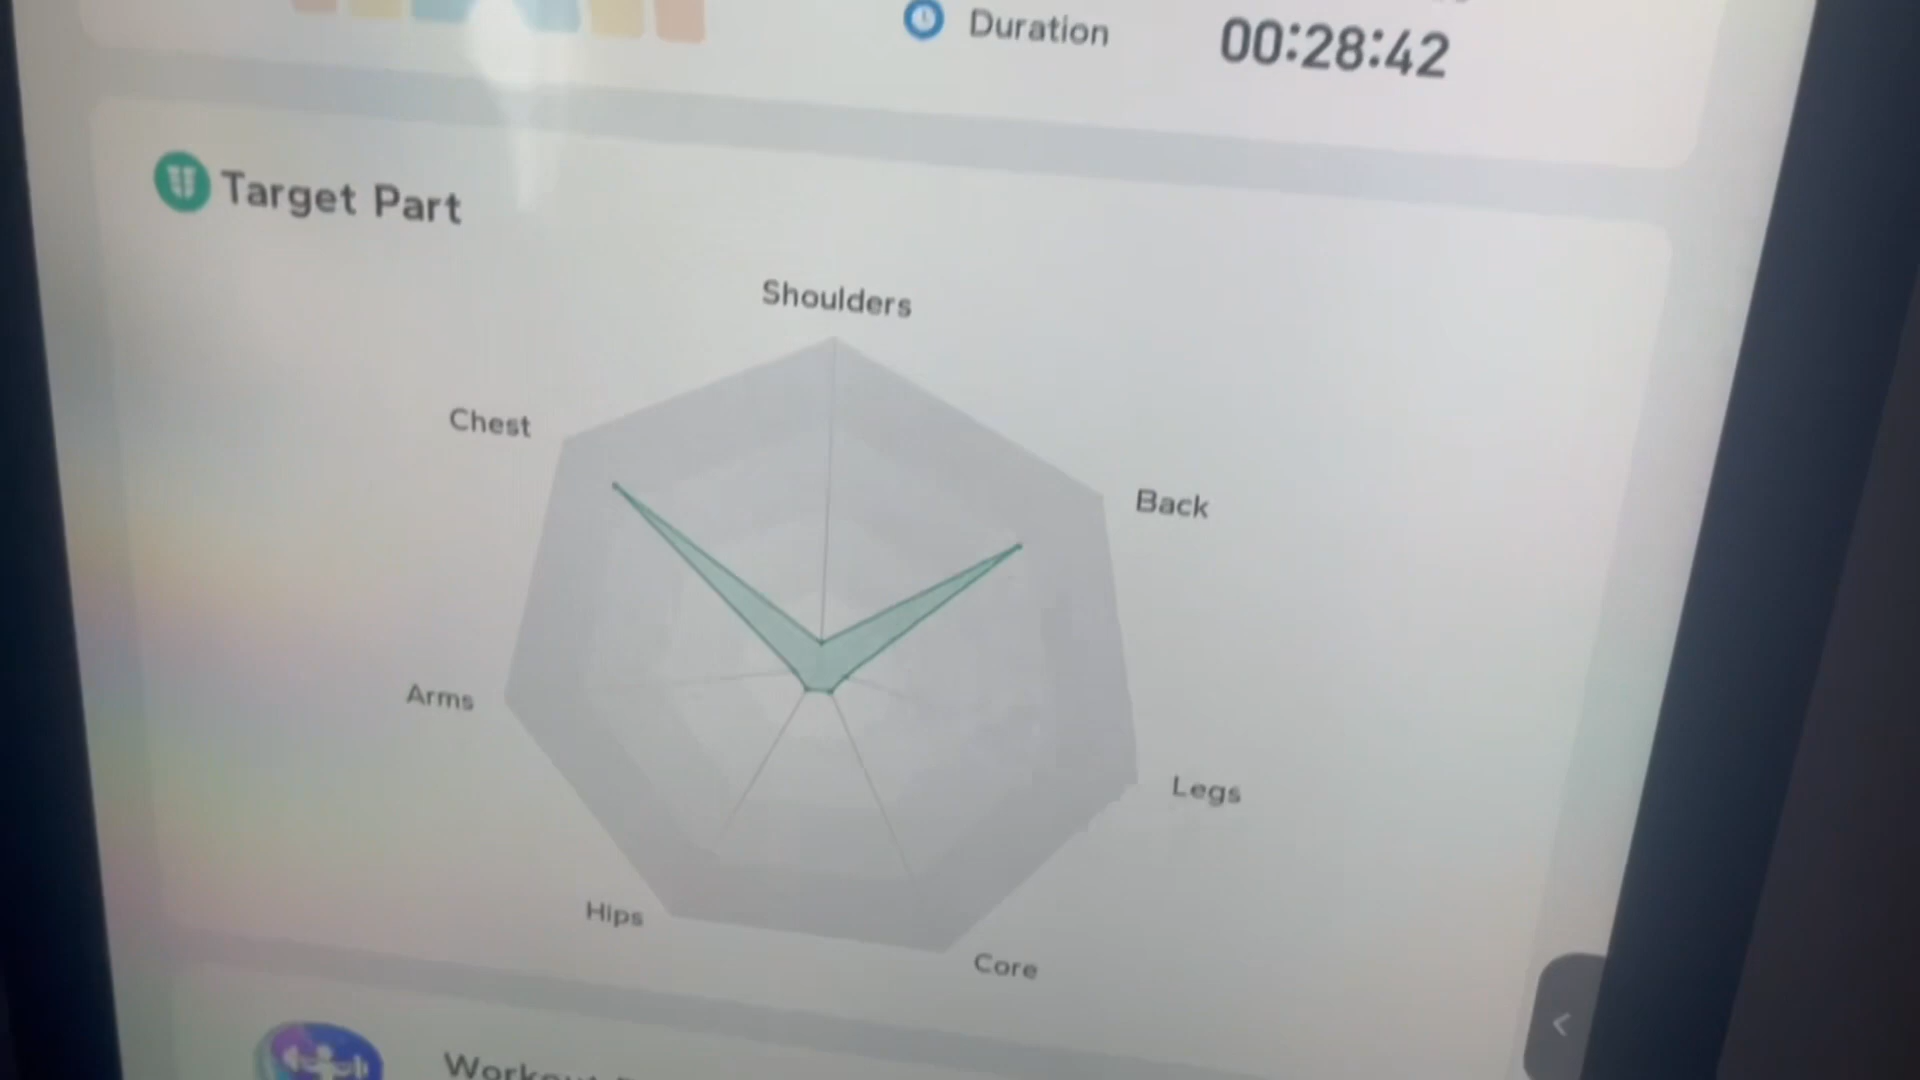 Duration
00:28:42
Target Part
Shoulders
Chest
Back
Arms
Legs
Hips
Core